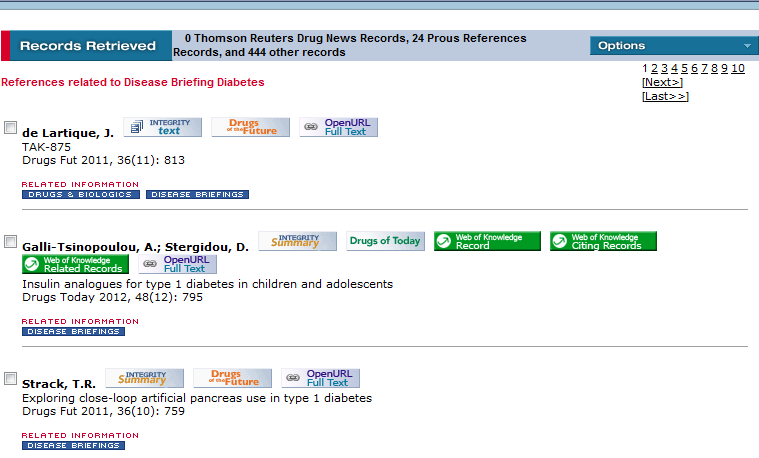 Records Retrieved
0 Thomson Reuters Drug News Records, 24 Prous References
Records, and 444 other records
Options
1 2 3 4 5 6 7 8 9 10
[Next>]
[Last>>]
References related to Disease Briefing Diabetes
de Lartique, J. INTEGRITY text Drugs of the Future OpenURL Full Text
TAK-875
Drugs Fut 2011, 36(11): 813
RELATED INFORMATION
DRUGS & BIOLOGICS DISEASE BRIEFINGS
Galli-Tsinopoulou, A.; Stergidou, D. INTEGRITY Summary Drugs of Today Web of Knowledge Record Web of Knowledge Citing Records
Web of Knowledge Related Records OpenURL Full Text
Insulin analogues for type 1 diabetes in children and adolescents
Drugs Today 2012, 48(12): 795
RELATED INFORMATION
DISEASE BRIEFINGS
Strack, T.R. INTEGRITY Summary Drugs of the Future OpenURL Full Text
Exploring close-loop artificial pancreas use in type 1 diabetes
Drugs Fut 2011, 36(10): 759
RELATED INFORMATION
DISEASE BRIEFINGS